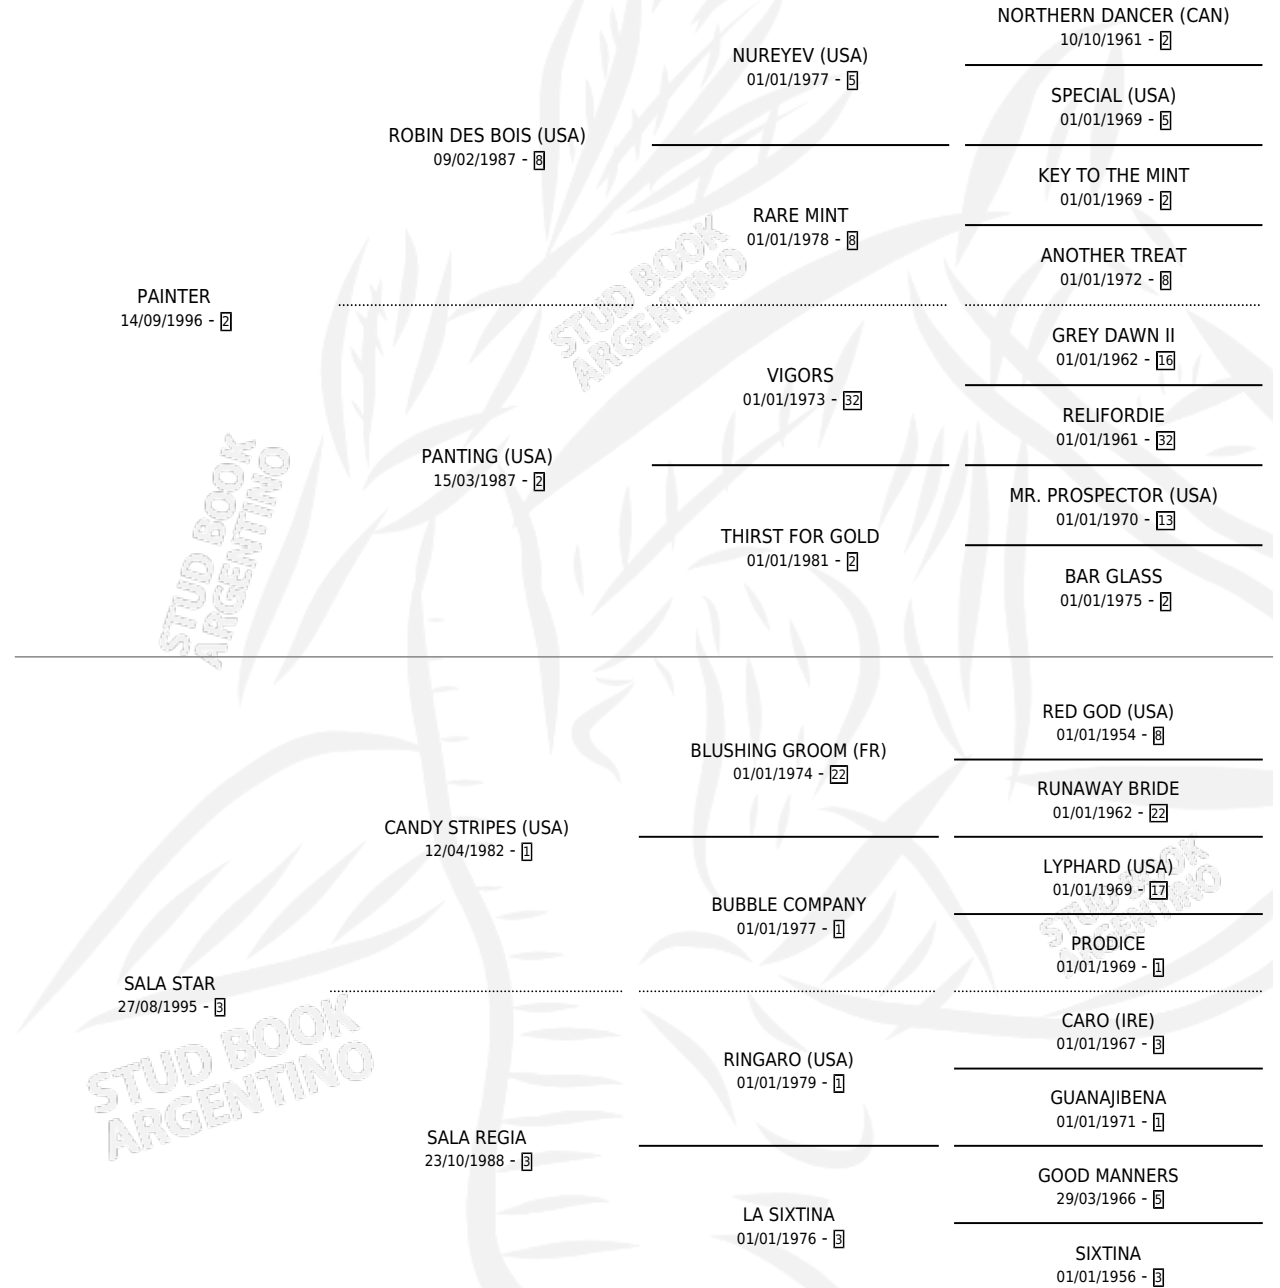 NORTHERN DANCER (CAN)
10/10/1961 - 2
NUREYEV (USA)
01/01/1977 - 5
SPECIAL (USA)
01/01/1969 - 5
ROBIN DES BOIS (USA)
09/02/1987 - 8
KEY TO THE MINT
01/01/1969 - 2
RARE MINT
01/01/1978 - 8
ANOTHER TREAT
01/01/1972 - 8
PAINTER
14/09/1996 - 2
GREY DAWN II
01/01/1962 - 16
VIGORS
01/01/1973 - 32
RELIFORDIE
01/01/1961 - 32
PANTING (USA)
15/03/1987 - 2
MR. PROSPECTOR (USA)
01/01/1970 - 13
THIRST FOR GOLD
01/01/1981 - 2
BAR GLASS
01/01/1975 - 2
STUD BOOK
ARGENTINO
STUD BOOK
ARGENTINO
RED GOD (USA)
01/01/1954 - 8
BLUSHING GROOM (FR)
01/01/1974 - 22
RUNAWAY BRIDE
01/01/1962 - 22
CANDY STRIPES (USA)
12/04/1982 - 1
LYPHARD (USA)
01/01/1969 - 17
BUBBLE COMPANY
01/01/1977 - 1
PRODICE
01/01/1969 - 1
SALA STAR
27/08/1995 - 3
CARO (IRE)
01/01/1967 - 3
RINGARO (USA)
01/01/1979 - 1
GUANAJIBENA
01/01/1971 - 1
SALA REGIA
23/10/1988 - 3
GOOD MANNERS
29/03/1966 - 5
LA SIXTINA
01/01/1976 - 3
SIXTINA
01/01/1956 - 3
STUD BOOK
ARGENTINO
STUD BOOK
ARGENTINO